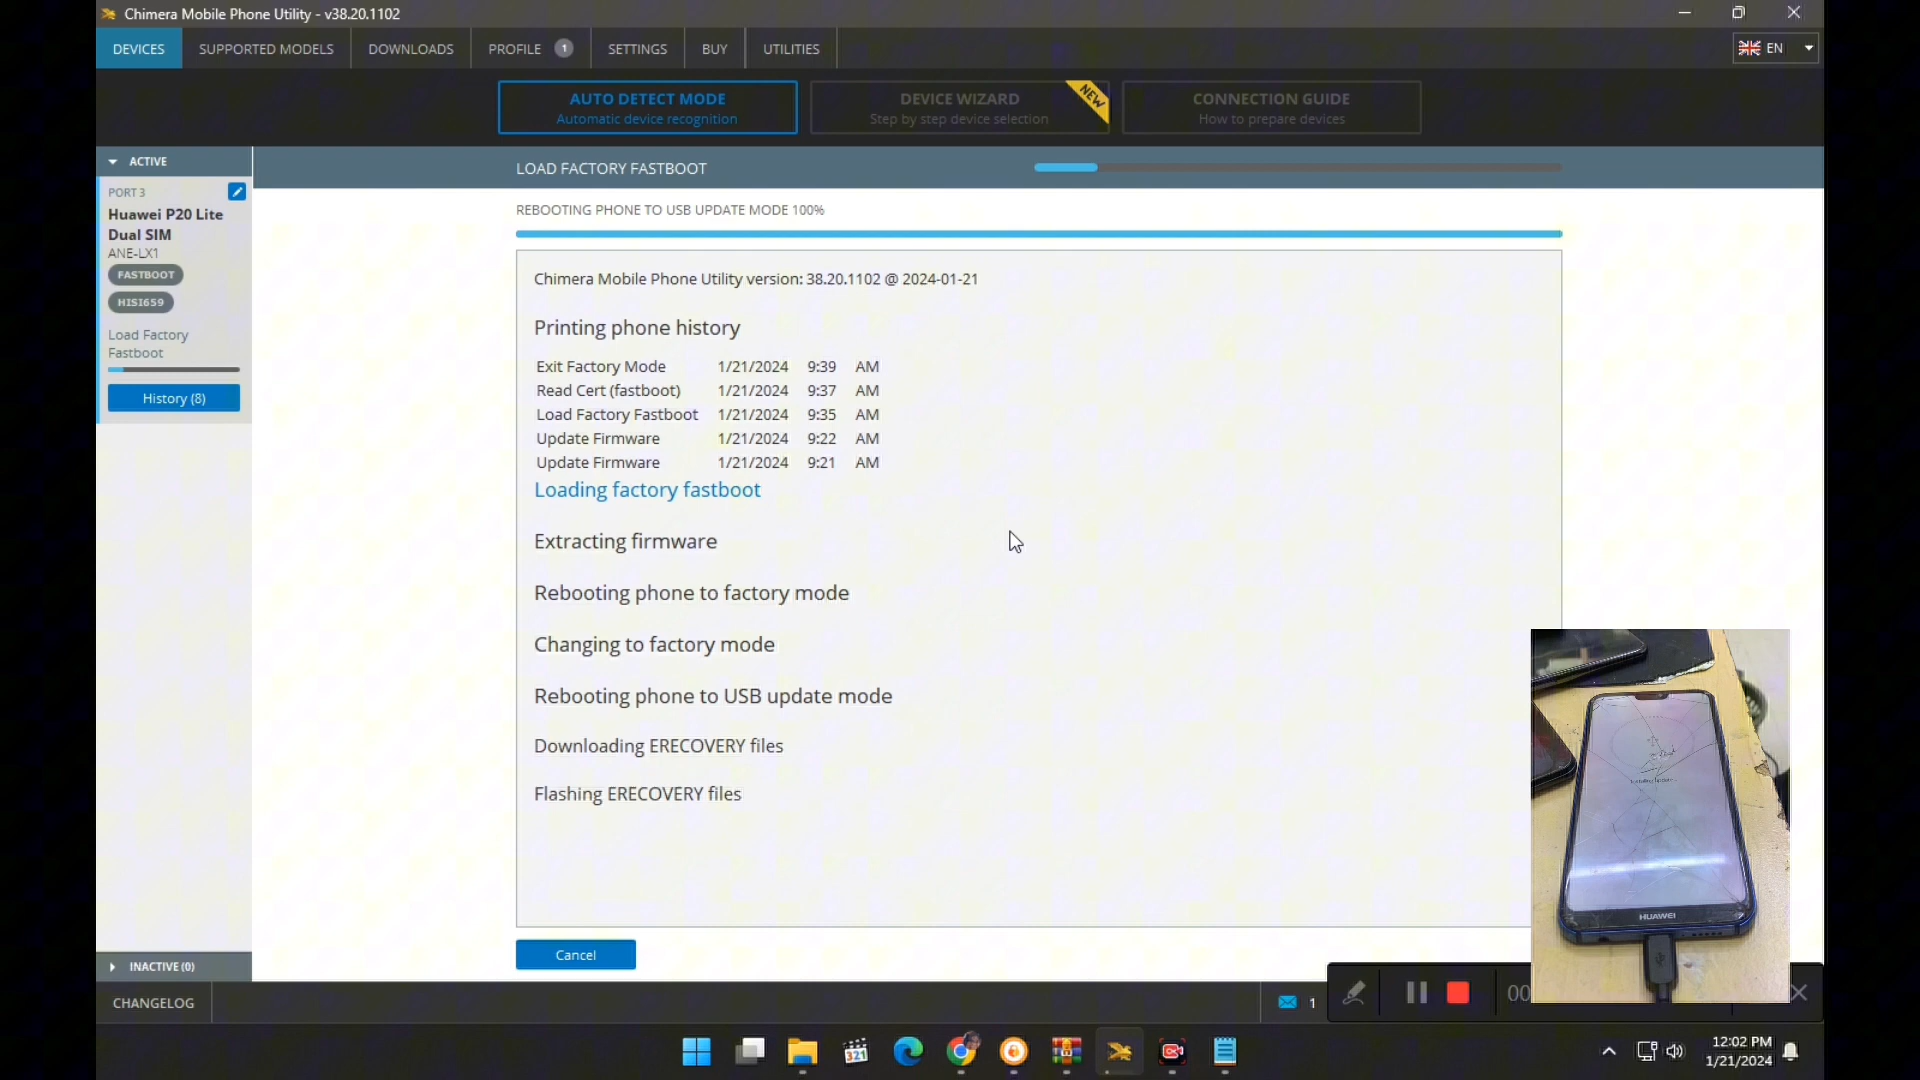 Chimera Mobile Phone Utility - v38.20.1102
DEVICES
SUPPORTED MODELS
DOWNLOADS
PROFILE 1
SETTINGS
BUY
UTILITIES
EN
AUTO DETECT MODE
Automatic device recognition
DEVICE WIZARD
Step by step device selection
NEW
CONNECTION GUIDE
How to prepare devices
ACTIVE
PORT 3
Huawei P20 Lite
Dual SIM
ANE-LX1
FASTBOOT
HISI659
Load Factory
Fastboot
History (8)
LOAD FACTORY FASTBOOT
REBOOTING PHONE TO USB UPDATE MODE 100%
Chimera Mobile Phone Utility version: 38.20.1102 @ 2024-01-21
Printing phone history
Exit Factory Mode 1/21/2024 9:39 AM
Read Cert (fastboot) 1/21/2024 9:37 AM
Load Factory Fastboot 1/21/2024 9:35 AM
Update Firmware 1/21/2024 9:22 AM
Update Firmware 1/21/2024 9:21 AM
Loading factory fastboot
Extracting firmware
Rebooting phone to factory mode
Changing to factory mode
Rebooting phone to USB update mode
Downloading ERECOVERY files
Flashing ERECOVERY files
HUAWEI
Cancel
INACTIVE (0)
CHANGELOG
1
00
321
12:02 PM
1/21/2024